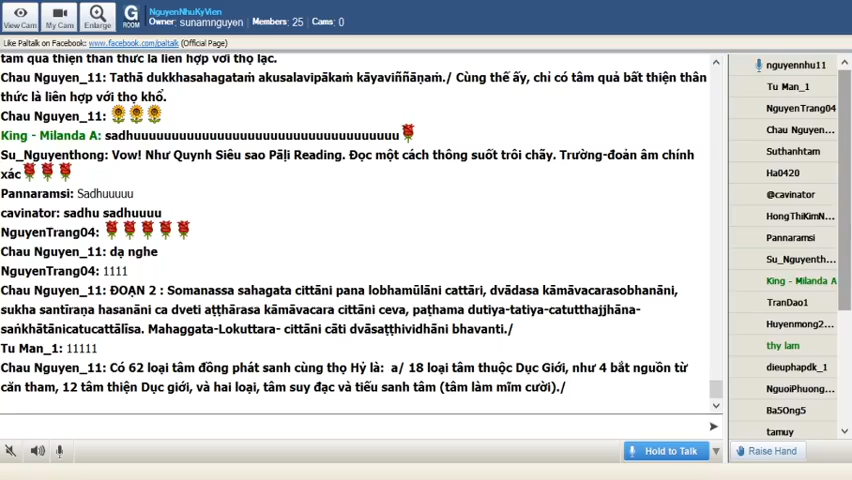 View Cam
My Cam
Enlarge
G
ROOM
NguyenNhuKyVien
Owner: sunamnguyen Members: 25 Cams: 0
Like Paltalk on Facebook: www.facebook.com/paltalk (Official Page)
tâm quả thiện thân thức là liên hợp với thọ lạc.
Chau Nguyen_11: Tathā dukkhasahagataṁ akusalavipākaṁ kāyaviññāṇaṁ./ Cùng thế ấy, chỉ có tâm quả bất thiện thân
thức là liên hợp với thọ khổ.
Chau Nguyen_11:
King - Milanda A: sadhuuuuuuuuuuuuuuuuuuuuuuuuuuuuuuuuuuu
Su_Nguyenthong: Vow! Như Quynh Siêu sao Pāḷi Reading. Đọc một cách thông suốt trôi chãy. Trường-đoản âm chính
xác
Pannaramsi: Sadhuuuuu
cavinator: sadhu sadhuuuu
NguyenTrang04:
Chau Nguyen_11: dạ nghe
NguyenTrang04: 1111
Chau Nguyen_11: ĐOẠN 2 : Somanassa sahagata cittāni pana lobhamūlāni cattāri, dvādasa kāmāvacarasobhanāni,
sukha santīraṇa hasanāni ca dveti aṭṭhārasa kāmāvacara cittāni ceva, paṭhama dutiya-tatiya-catutthajjhāna-
saṅkhātānicatucattālīsa. Mahaggata-Lokuttara- cittāni cāti dvāsaṭṭhividhāni bhavanti./
Tu Man_1: 11111
Chau Nguyen_11: Có 62 loại tâm đồng phát sanh cùng thọ Hỷ là: a/ 18 loại tâm thuộc Dục Giới, như 4 bắt nguồn từ
căn tham, 12 tâm thiện Dục giới, và hai loại, tâm suy đạc và tiếu sanh tâm (tâm làm mĩm cười)./
Hold to Talk
Raise Hand
nguyennhu11
Tu Man_1
NguyenTrang04
Chau Nguyen...
Suthanhtam
Ha0420
@cavinator
HongThiKimN...
Pannaramsi
Su_Nguyenth...
King - Milanda A
TranDao1
Huyenmong2...
thy lam
dieuphapdk_1
NguoiPhuong...
Ba5Ong5
tamuy